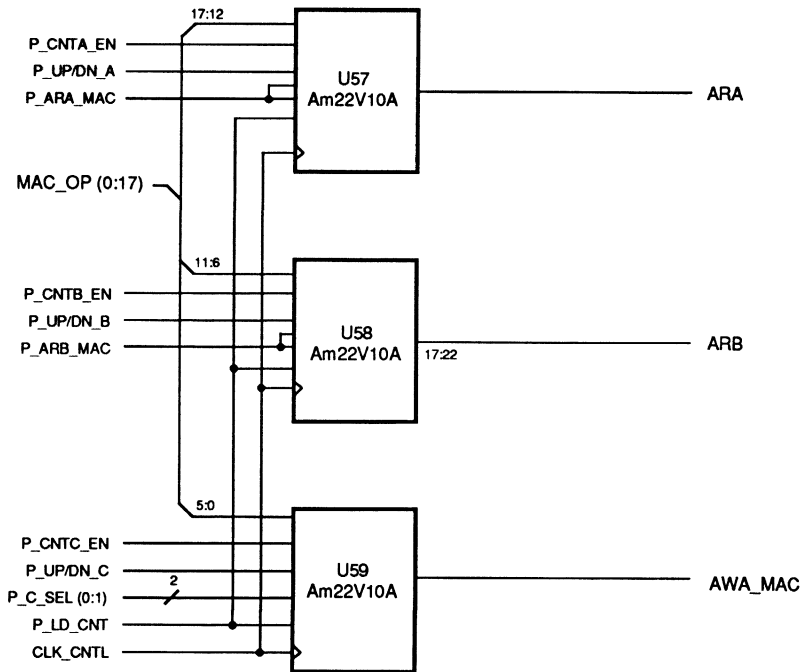 17:12
P_CNTA_EN
P_UP/DN_A
P_ARA_MAC
U57
Am22V10A
ARA
MAC_OP (0:17)
11:6
P_CNTB_EN
P_UP/DN_B
P_ARB_MAC
U58
Am22V10A
17:22
ARB
5:0
P_CNTC_EN
P_UP/DN_C
2
P_C_SEL (0:1)
P_LD_CNT
CLK_CNTL
U59
Am22V10A
AWA_MAC